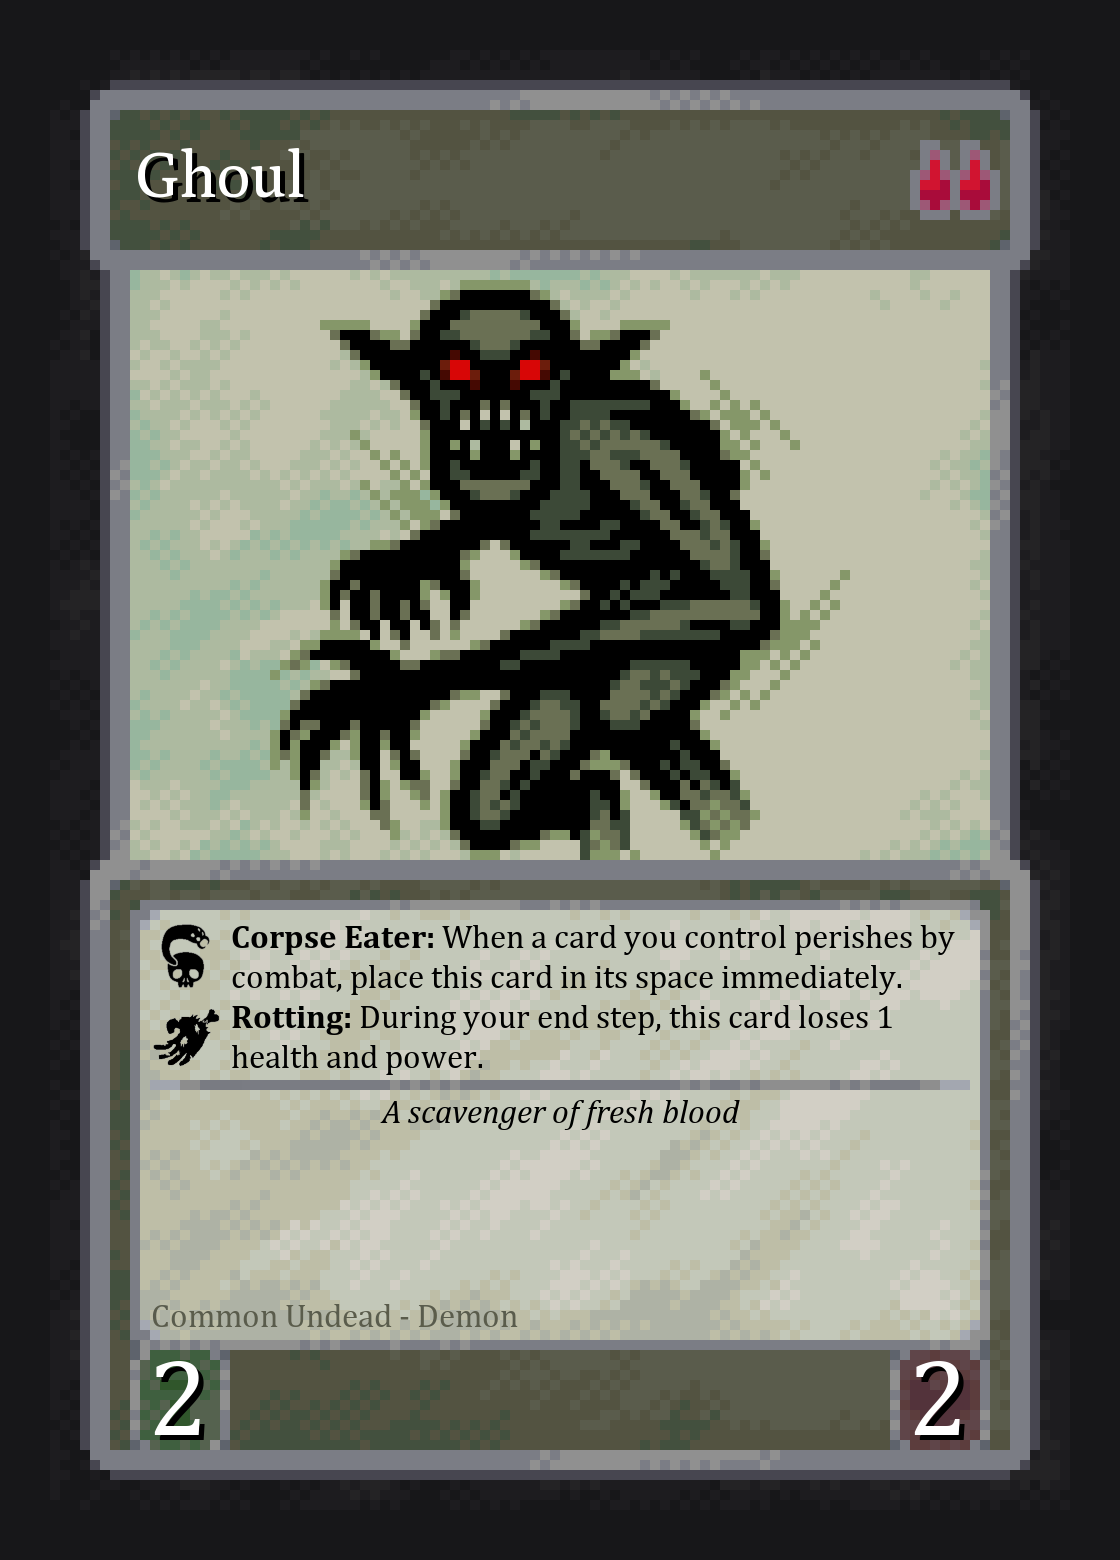 Ghoul
Corpse Eater: When a card you control perishes by
combat, place this card in its space immediately.
Rotting: During your end step, this card loses 1
health and power.
A scavenger of fresh blood
Common Undead - Demon
2
2